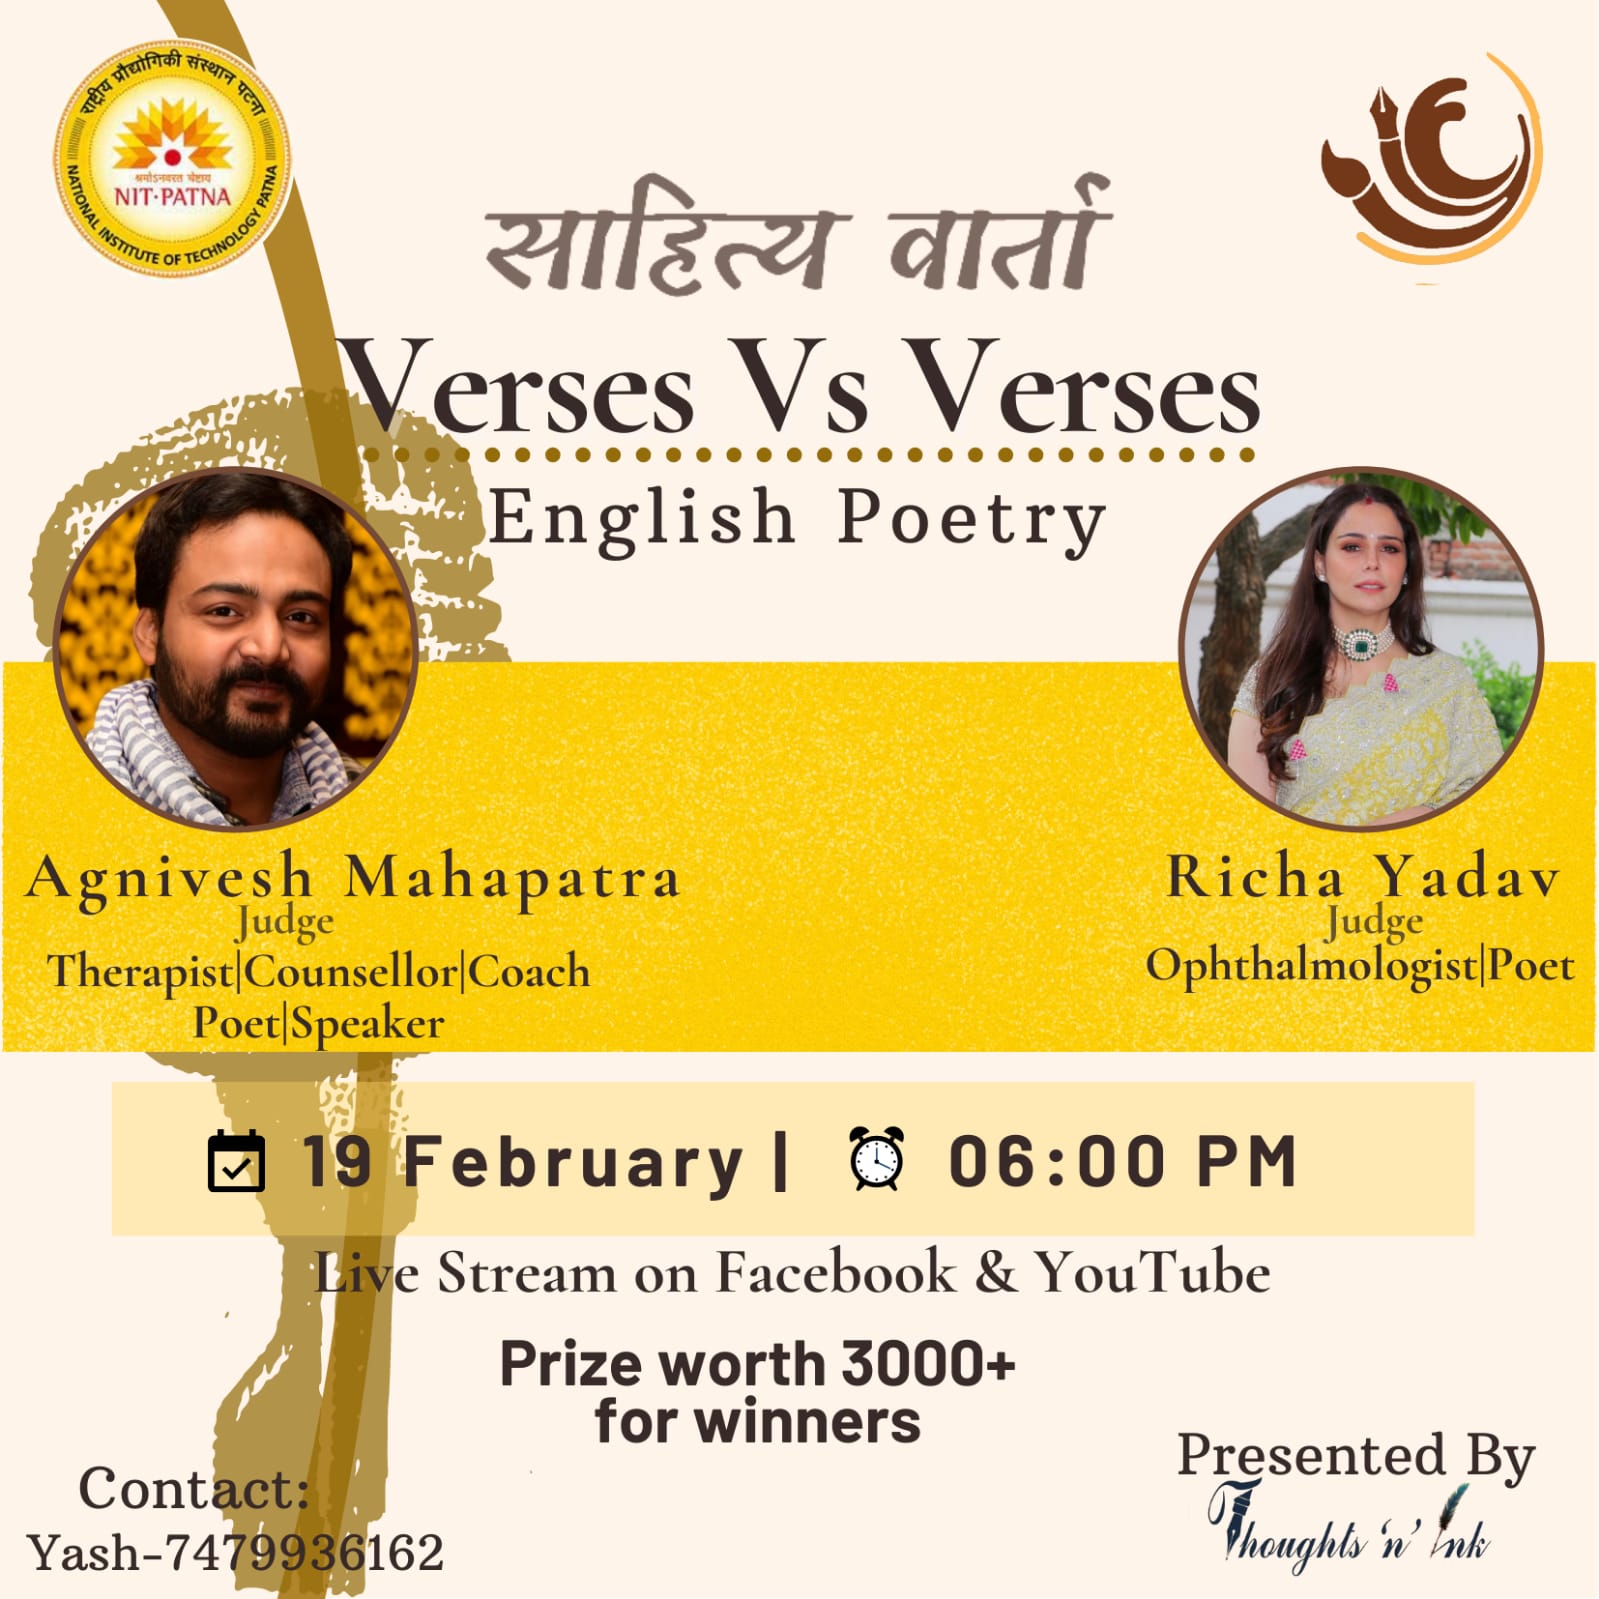 राष्ट्रीय प्रौद्योगिकी संस्थान पटना
श्रमोऽनवरत चेष्टाय
NIT-PATNA
NATIONAL INSTITUTE OF TECHNOLOGY PATNA
साहित्य वार्ता
Verses Vs Verses
English Poetry
Agnivesh Mahapatra
Judge
Therapist|Counsellor|Coach
Poet|Speaker
Richa Yadav
Judge
Ophthalmologist|Poet
19 February | 06:00 PM
Live Stream on Facebook & YouTube
Prize worth 3000+
for winners
Contact:
Yash-7479936162
Presented By
Thoughts 'n' Ink